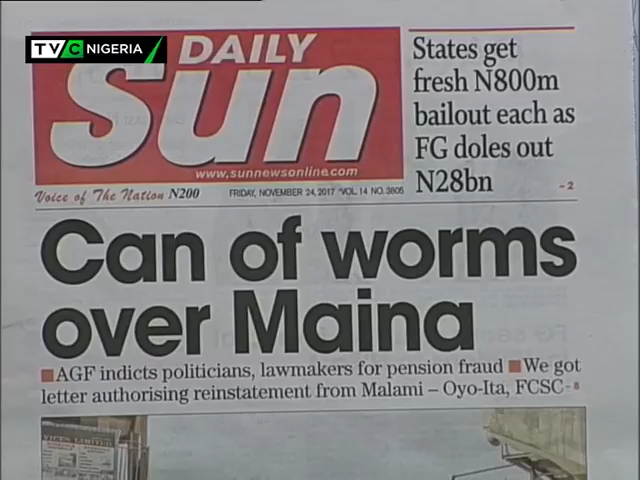 TVC NIGERIA
DAILY
Sun
www.sunnewsonline.com
Voice of The Nation N200
FRIDAY, NOVEMBER 24, 2017 VOL. 14 NO. 3805
States get
fresh N800m
bailout each as
FG doles out
N28bn
-2
Can of worms
over Maina
AGF indicts politicians, lawmakers for pension fraud We got
letter authorising reinstatement from Malami – Oyo-Ita, FCSC-8
VICES LIMITED